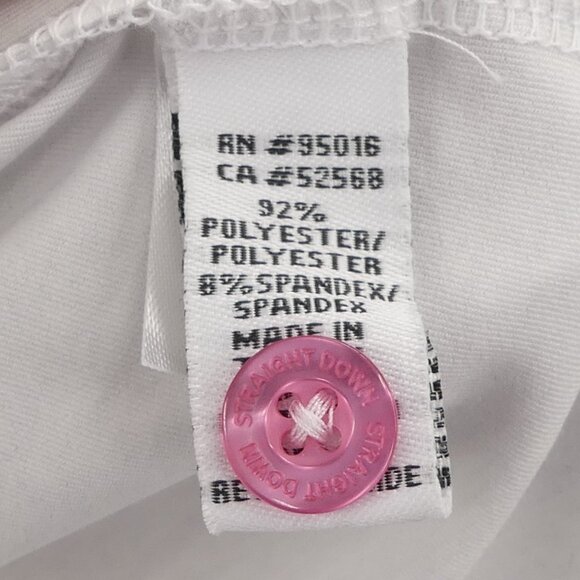 RN #95016
CA #52568
92%
POLYESTER/
POLYESTER
8%SPANDEX/
SPANDEX
MADE IN
STRAIGHT DOWN
STRAIGHT DOWN